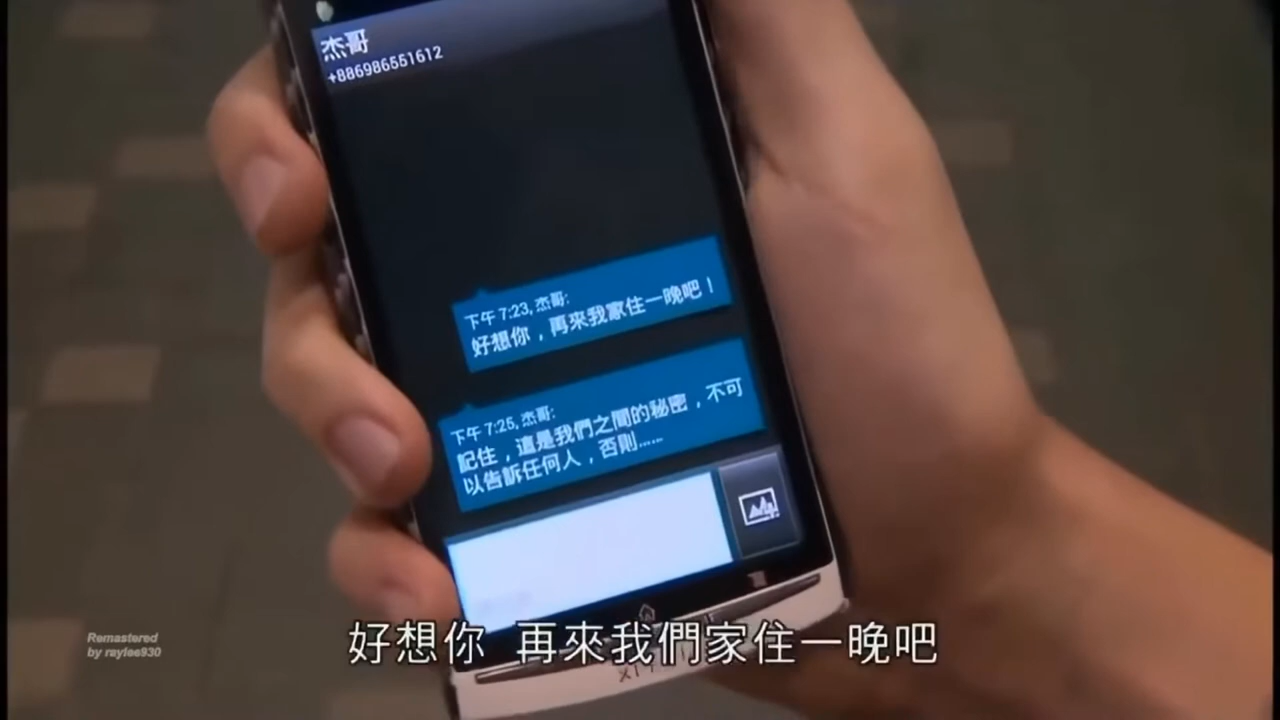 杰哥
+886986551612
下午 7:23, 杰哥:
好想你，再來我家住一晚吧！
下午 7:25, 杰哥:
記住，這是我們之間的秘密，不可
以告訴任何人，否則……
好想你 再來我們家住一晚吧
Remastered
by raylee930